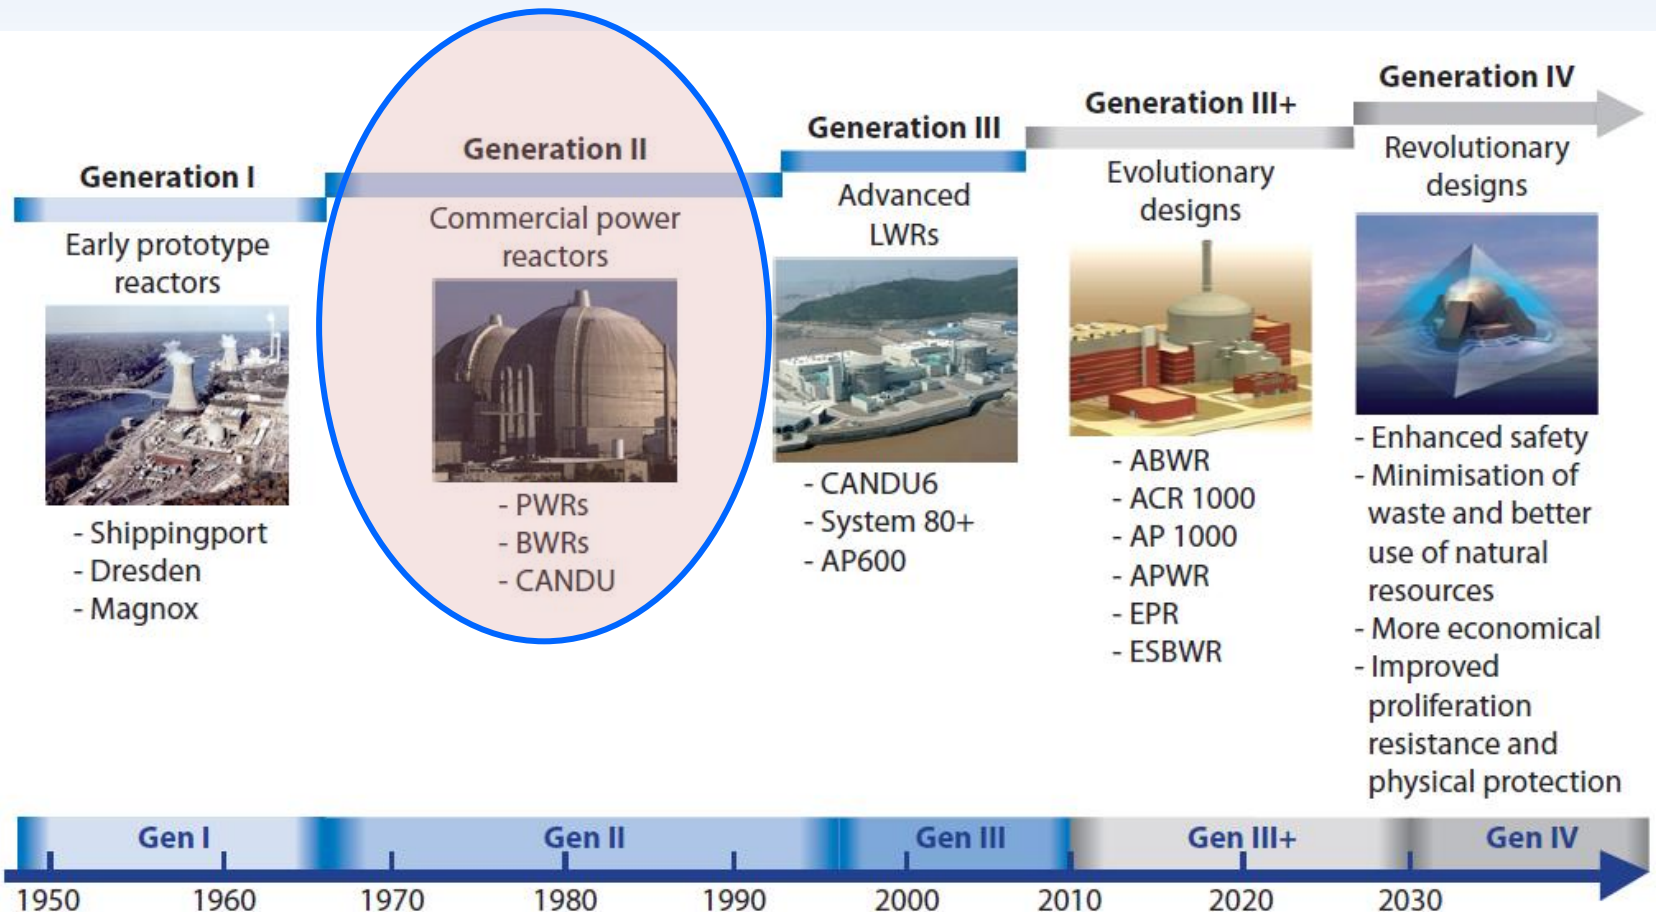 Generation I
Early prototype
reactors
- Shippingport
- Dresden
- Magnox
Generation II
Commercial power
reactors
- PWRs
- BWRs
- CANDU
Generation III
Advanced
LWRs
- CANDU6
- System 80+
- AP600
Generation III+
Evolutionary
designs
- ABWR
- ACR 1000
- AP 1000
- APWR
- EPR
- ESBWR
Generation IV
Revolutionary
designs
- Enhanced safety
- Minimisation of
waste and better
use of natural
resources
- More economical
- Improved
proliferation
resistance and
physical protection
Gen I Gen II Gen III Gen III+ Gen IV
1950 1960 1970 1980 1990 2000 2010 2020 2030